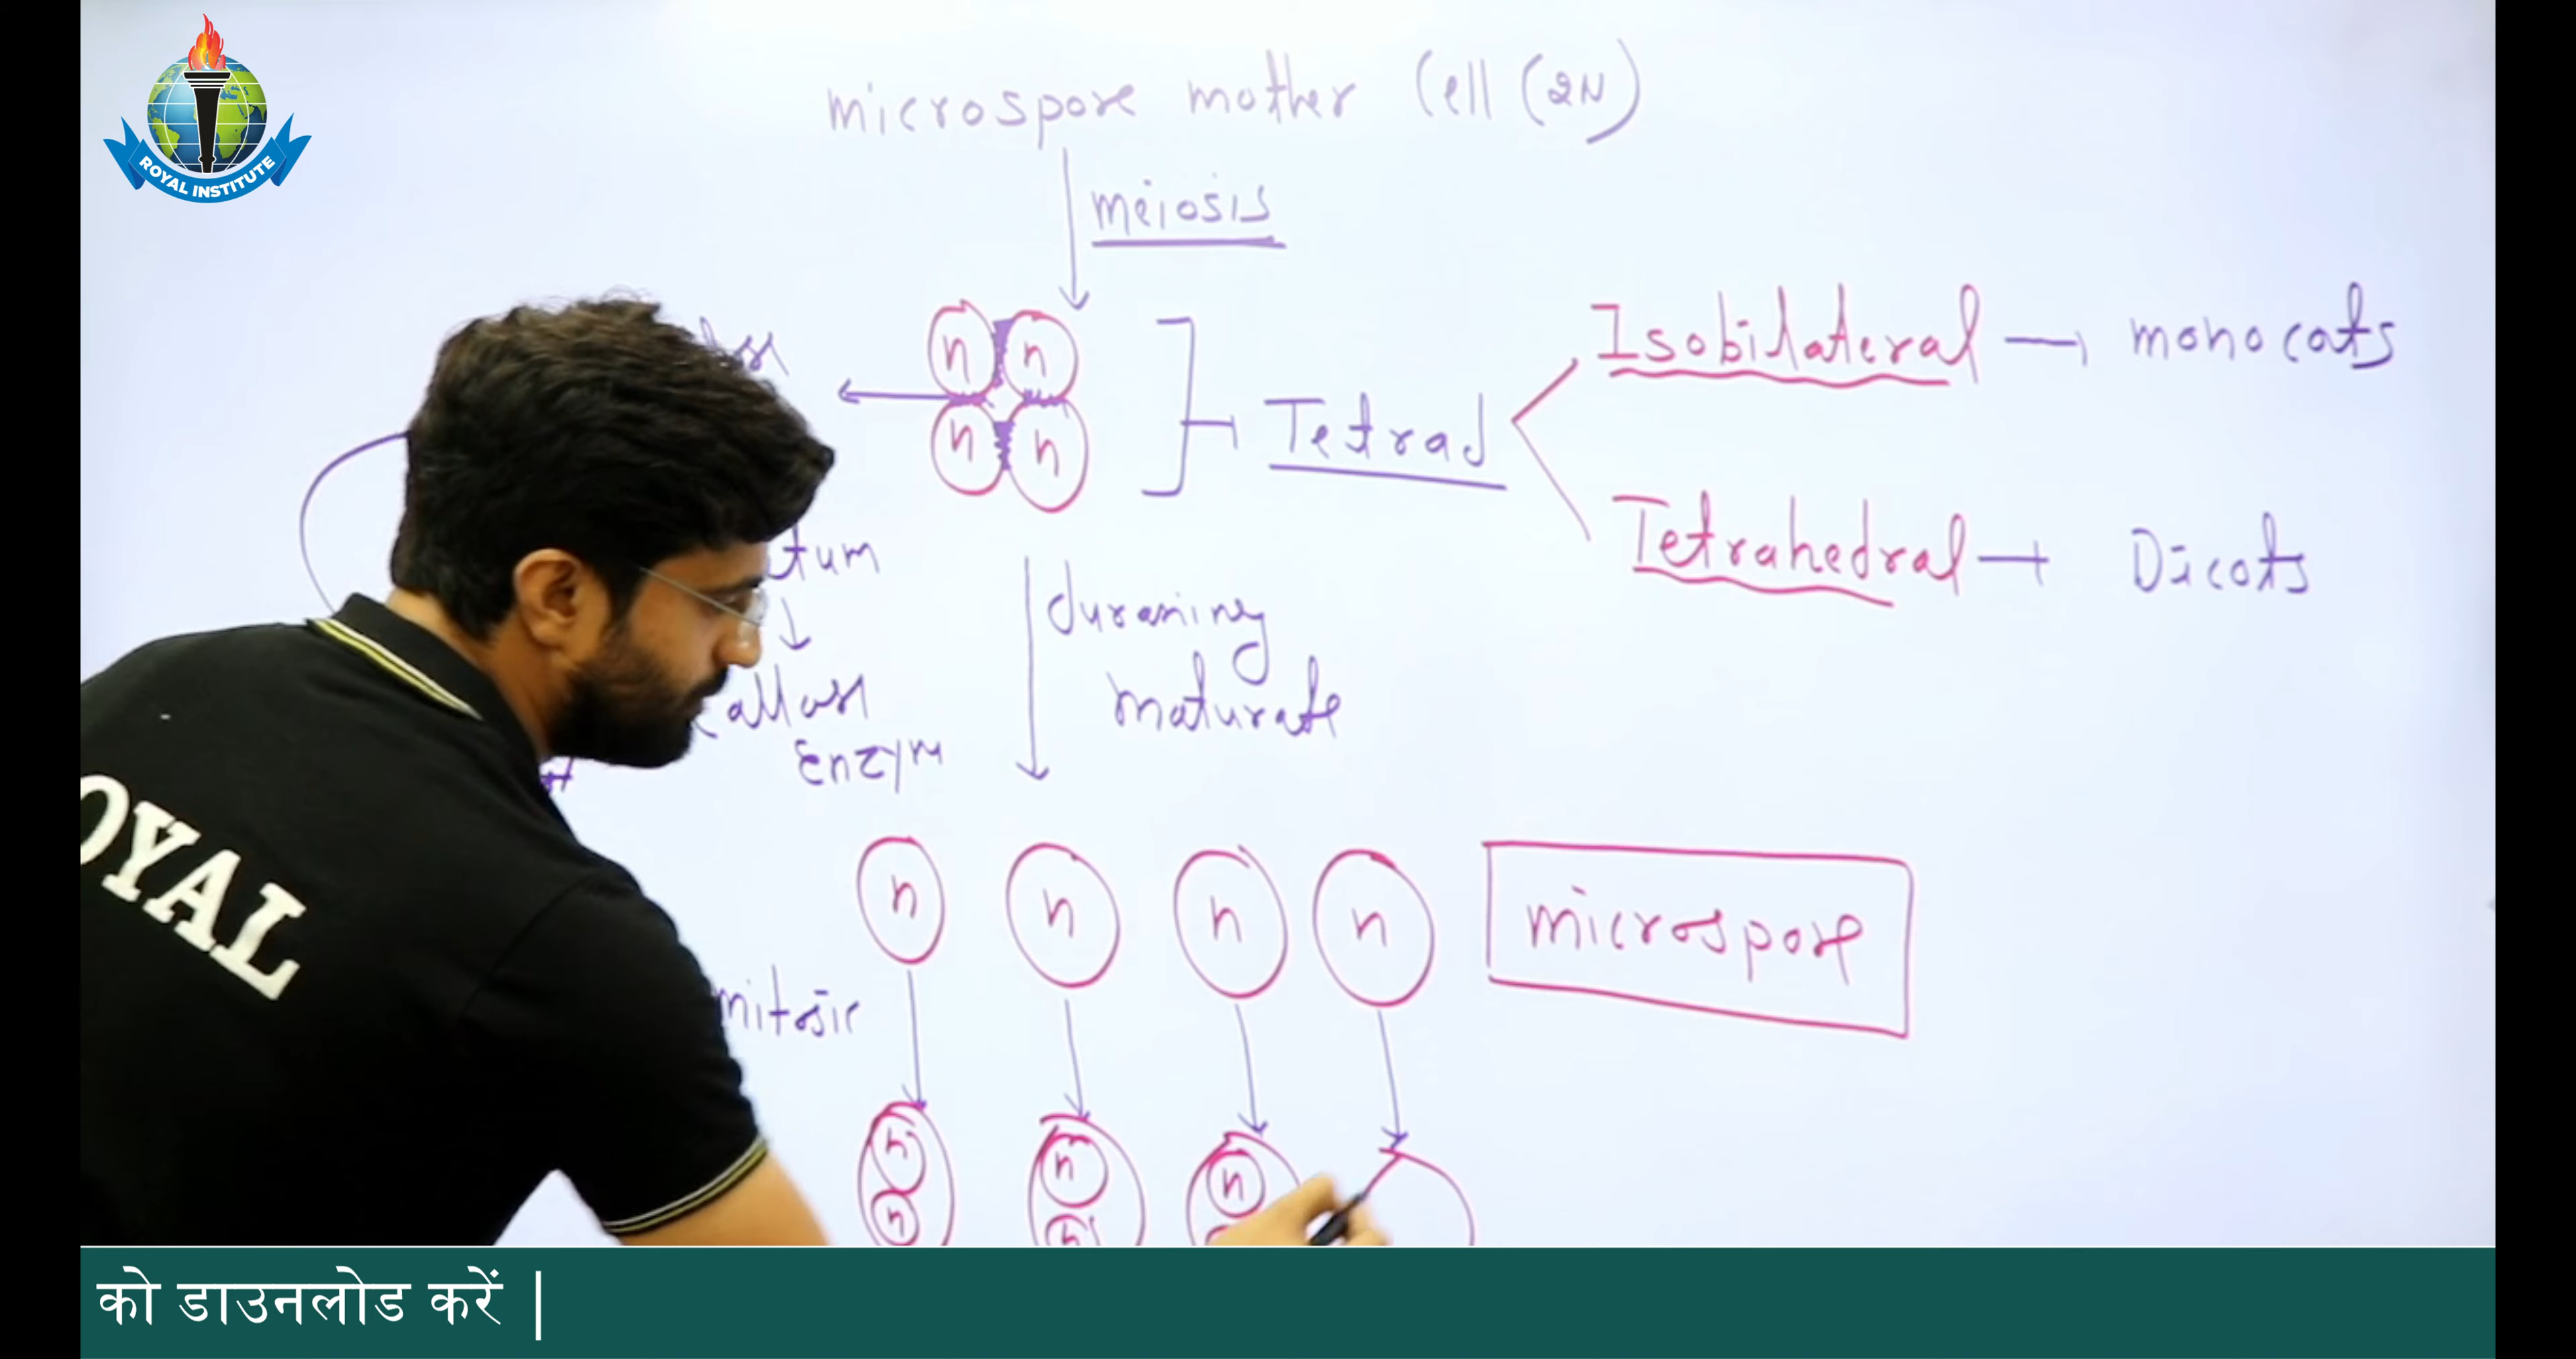 ROYAL INSTITUTE
microspore mother Cell (2N)
meiosis
n n
n n
Tetrad
Isobilateral → monocots
Tetrahedral → Dicots
during
maturate
Enzym
n n n n
microspore
mitosis
n n n
n n
OYAL
को डाउनलोड करें |